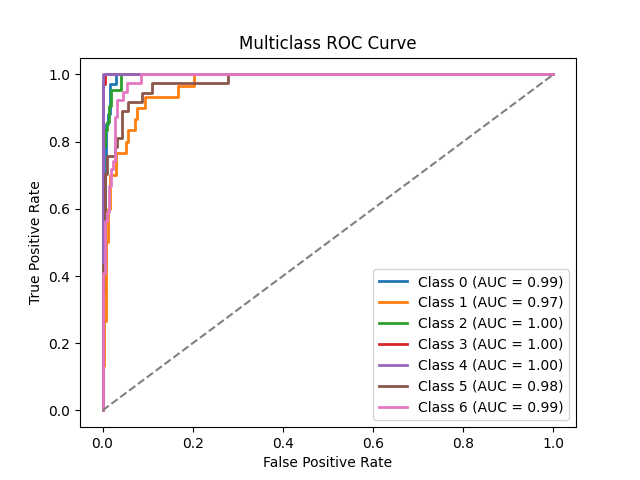 Multiclass ROC Curve
1.0
0.8
0.6
0.4
0.2
0.0
True Positive Rate
Class 0 (AUC = 0.99)
Class 1 (AUC = 0.97)
Class 2 (AUC = 1.00)
Class 3 (AUC = 1.00)
Class 4 (AUC = 1.00)
Class 5 (AUC = 0.98)
Class 6 (AUC = 0.99)
0.0 0.2 0.4 0.6 0.8 1.0
False Positive Rate